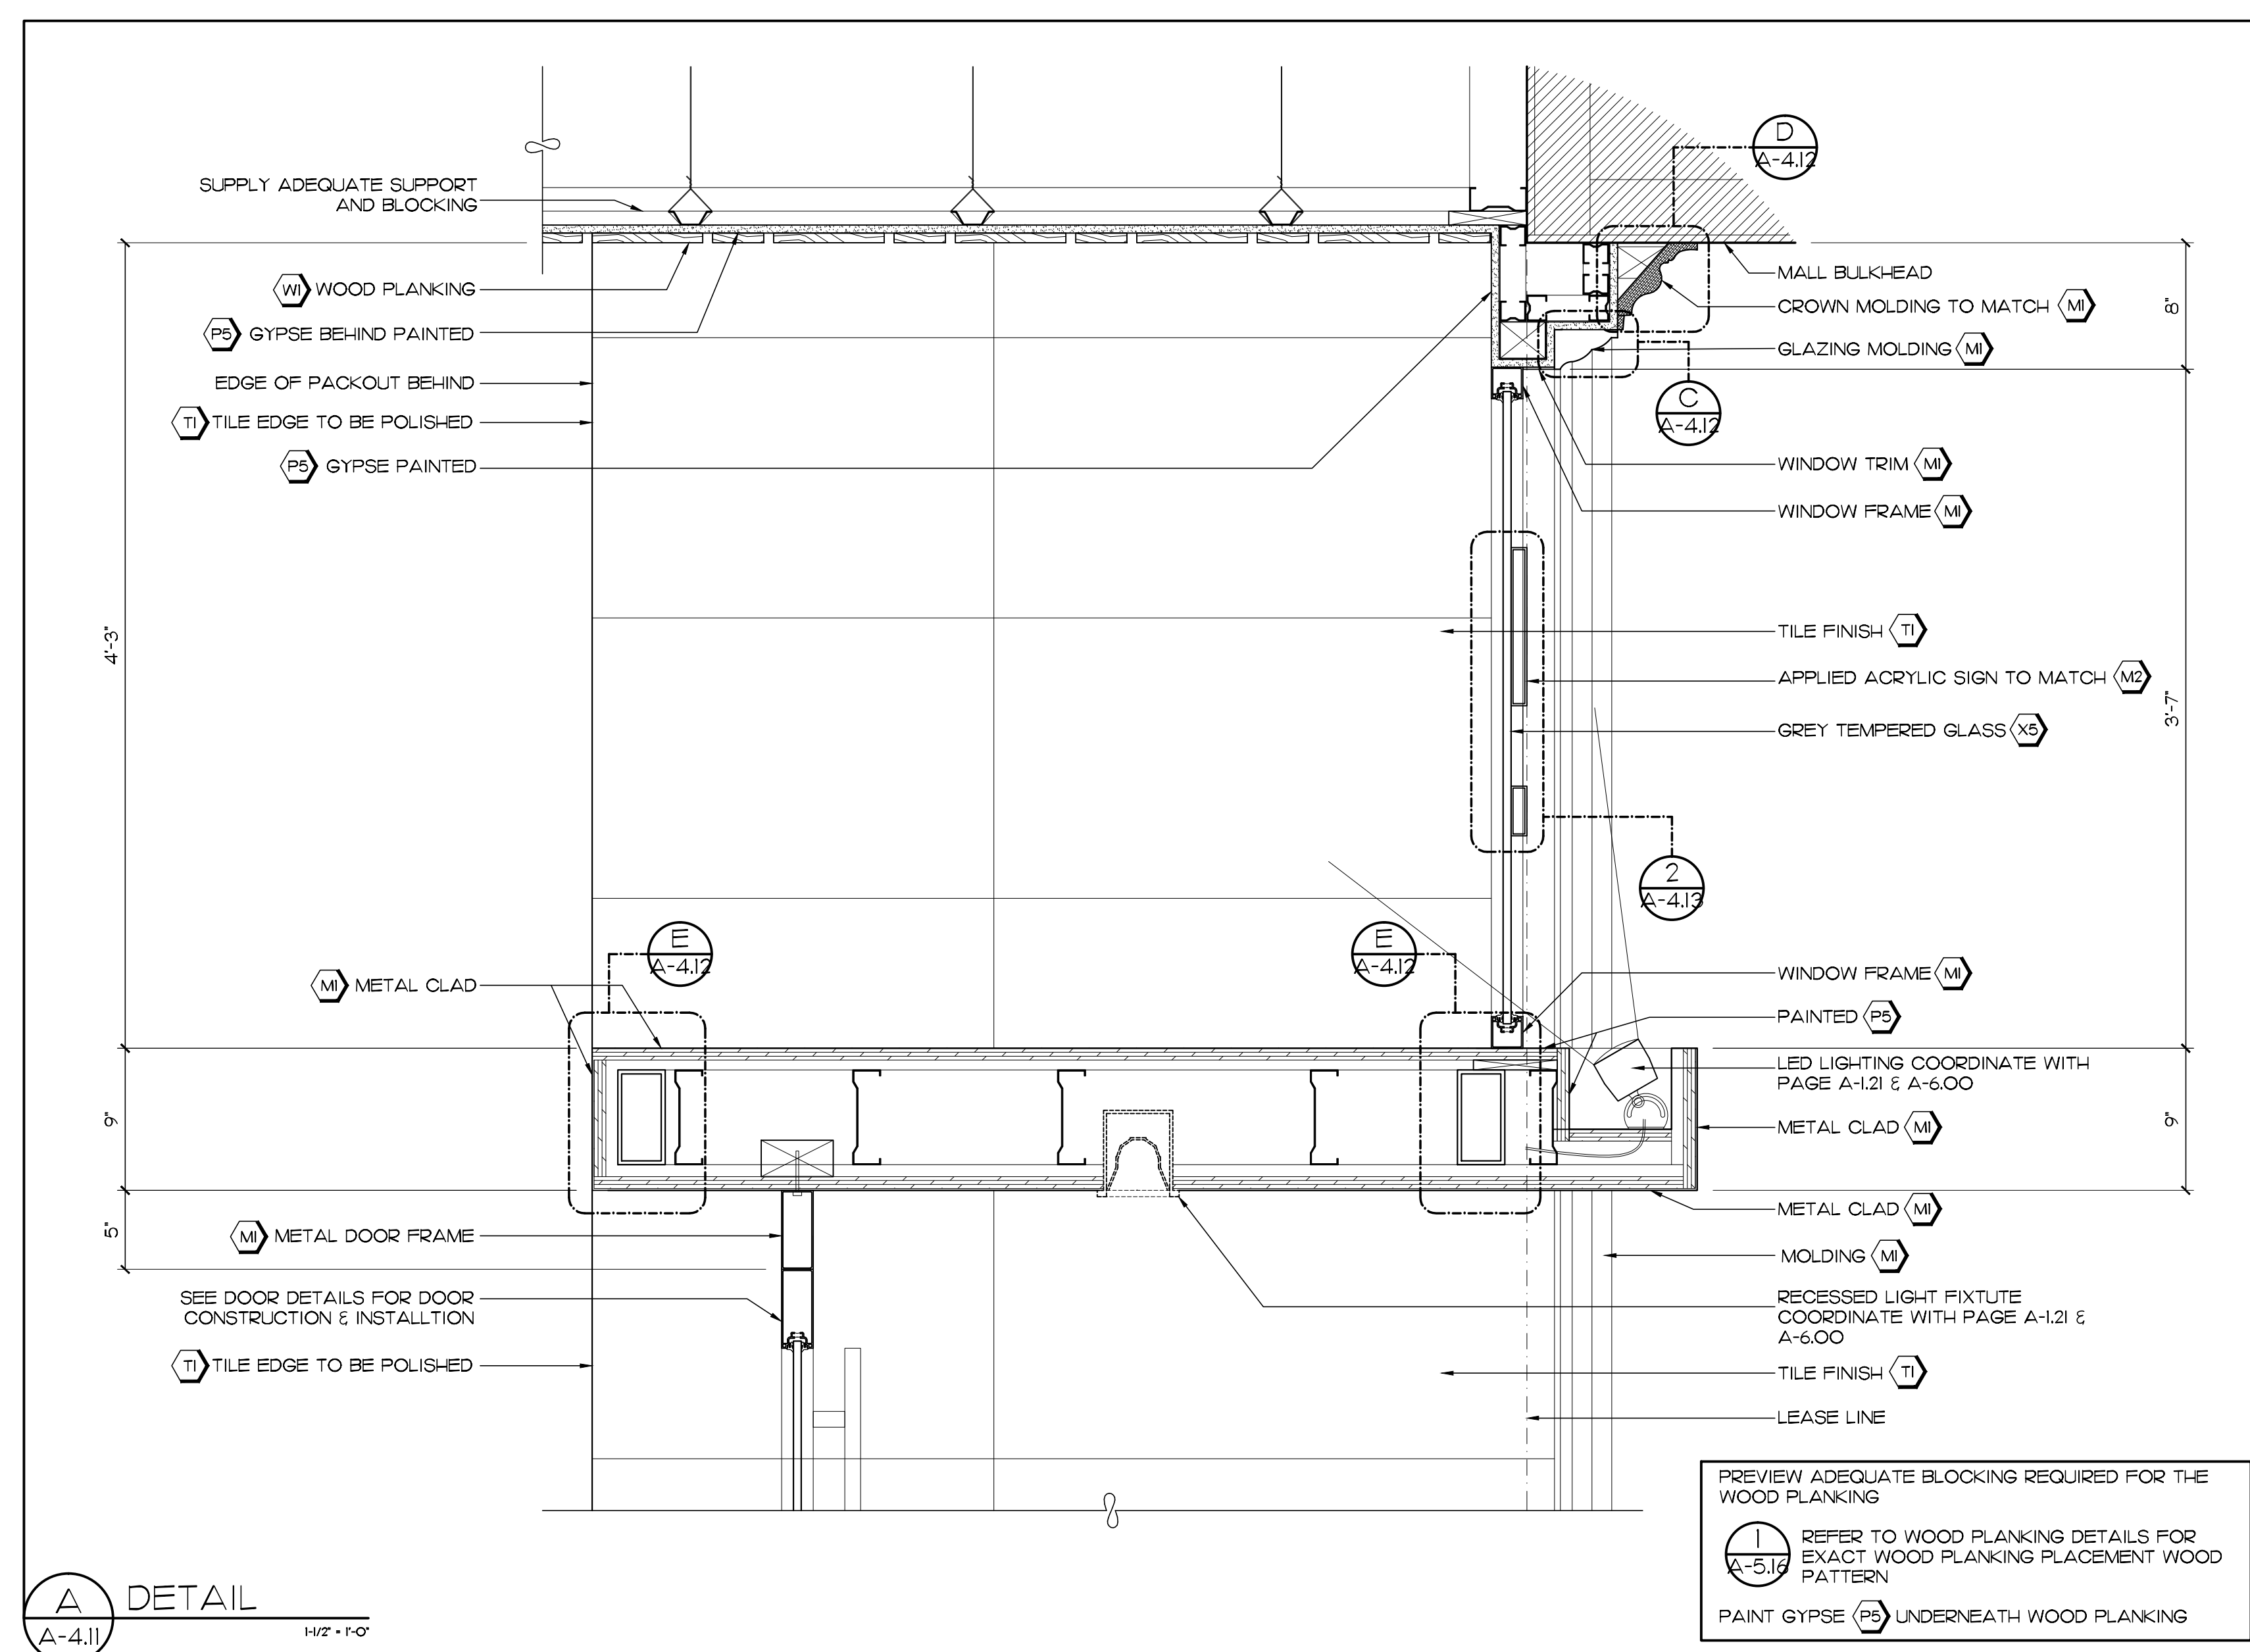 D
A-4.12
SUPPLY ADEQUATE SUPPORT
AND BLOCKING
W1 WOOD PLANKING
P5 GYPSE BEHIND PAINTED
EDGE OF PACKOUT BEHIND
T1 TILE EDGE TO BE POLISHED
P5 GYPSE PAINTED
4'-3"
M1 METAL CLAD
9"
5"
M1 METAL DOOR FRAME
SEE DOOR DETAILS FOR DOOR
CONSTRUCTION & INSTALLTION
T1 TILE EDGE TO BE POLISHED
E
A-4.12
E
A-4.12
MALL BULKHEAD
CROWN MOLDING TO MATCH M1
GLAZING MOLDING M1
8"
C
A-4.12
WINDOW TRIM M1
WINDOW FRAME M1
TILE FINISH T1
APPLIED ACRYLIC SIGN TO MATCH M2
3'-7"
GREY TEMPERED GLASS X5
2
A-4.13
WINDOW FRAME M1
PAINTED P5
LED LIGHTING COORDINATE WITH
PAGE A-1.21 & A-6.00
METAL CLAD M1
9"
METAL CLAD M1
MOLDING M1
RECESSED LIGHT FIXTUTE
COORDINATE WITH PAGE A-1.21 &
A-6.00
TILE FINISH T1
LEASE LINE
PREVIEW ADEQUATE BLOCKING REQUIRED FOR THE
WOOD PLANKING
1
A-5.16
REFER TO WOOD PLANKING DETAILS FOR
EXACT WOOD PLANKING PLACEMENT WOOD
PATTERN
PAINT GYPSE P5 UNDERNEATH WOOD PLANKING
A
A-4.11
DETAIL
1-1/2" = 1'-0"